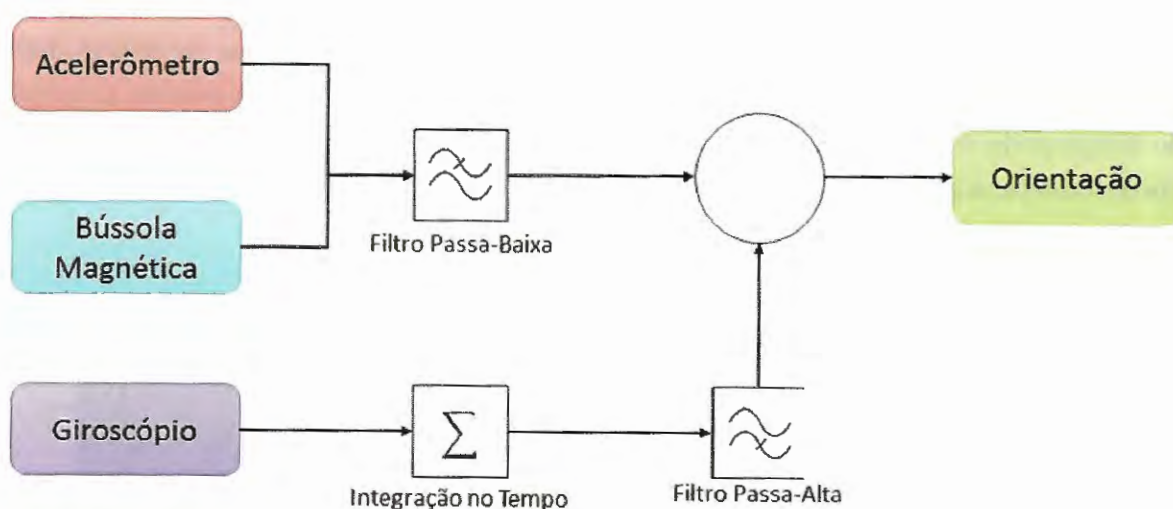 Acelerômetro
Bússola
Magnética
Filtro Passa-Baixa
Orientação
Giroscópio
Σ
Integração no Tempo
Filtro Passa-Alta